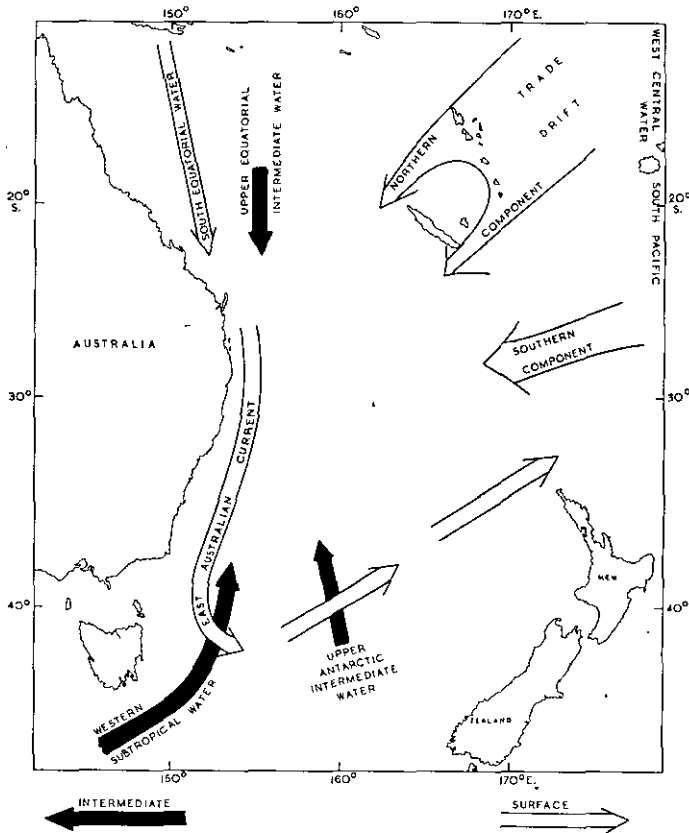 150° 160° 170°E.
SOUTH EQUATORIAL WATER
UPPER EQUATORIAL
INTERMEDIATE WATER
TRADE
DRIFT
NORTHERN
COMPONENT
WEST CENTRAL
WATER SOUTH PACIFIC
20°
S.
20°
S.
AUSTRALIA
SOUTHERN
COMPONENT
30°
30°
EAST AUSTRALIAN CURRENT
NEW
40°
40°
UPPER
ANTARCTIC
INTERMEDIATE
WATER
WESTERN
SUBTROPICAL WATER
ZEALAND
150° 160° 170°E
INTERMEDIATE
SURFACE